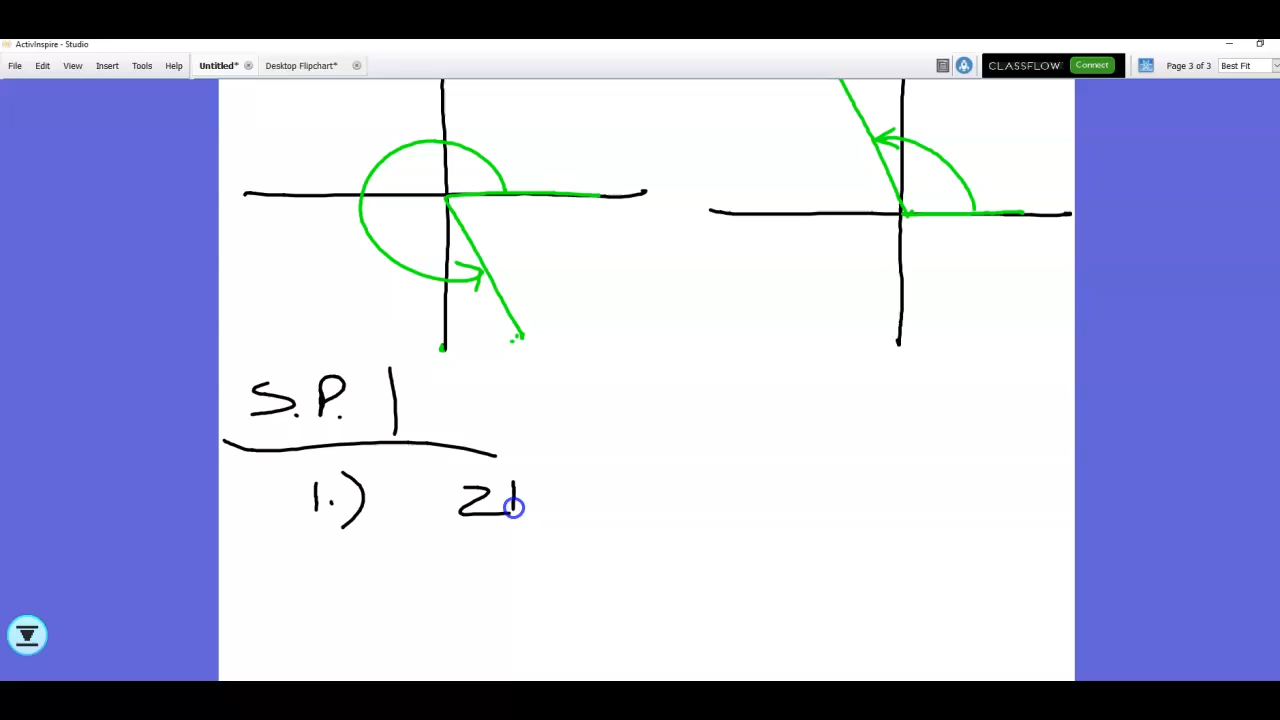 ActivInspire - Studio
File Edit View Insert Tools Help Untitled* Desktop Flipchart* CLASSFLOW Connect Page 3 of 3 Best Fit
S.P. 1
1.) 21